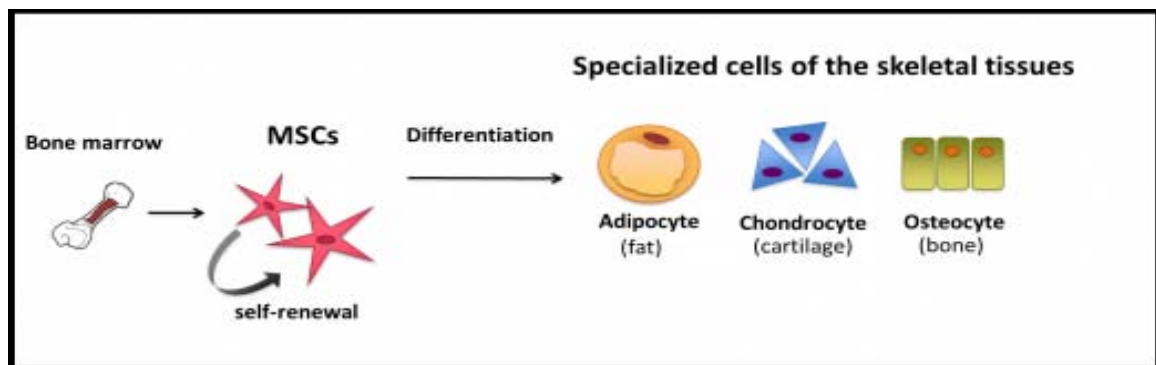 Specialized cells of the skeletal tissues
Bone marrow
MSCs
Differentiation
self-renewal
Adipocyte
(fat)
Chondrocyte
(cartilage)
Osteocyte
(bone)